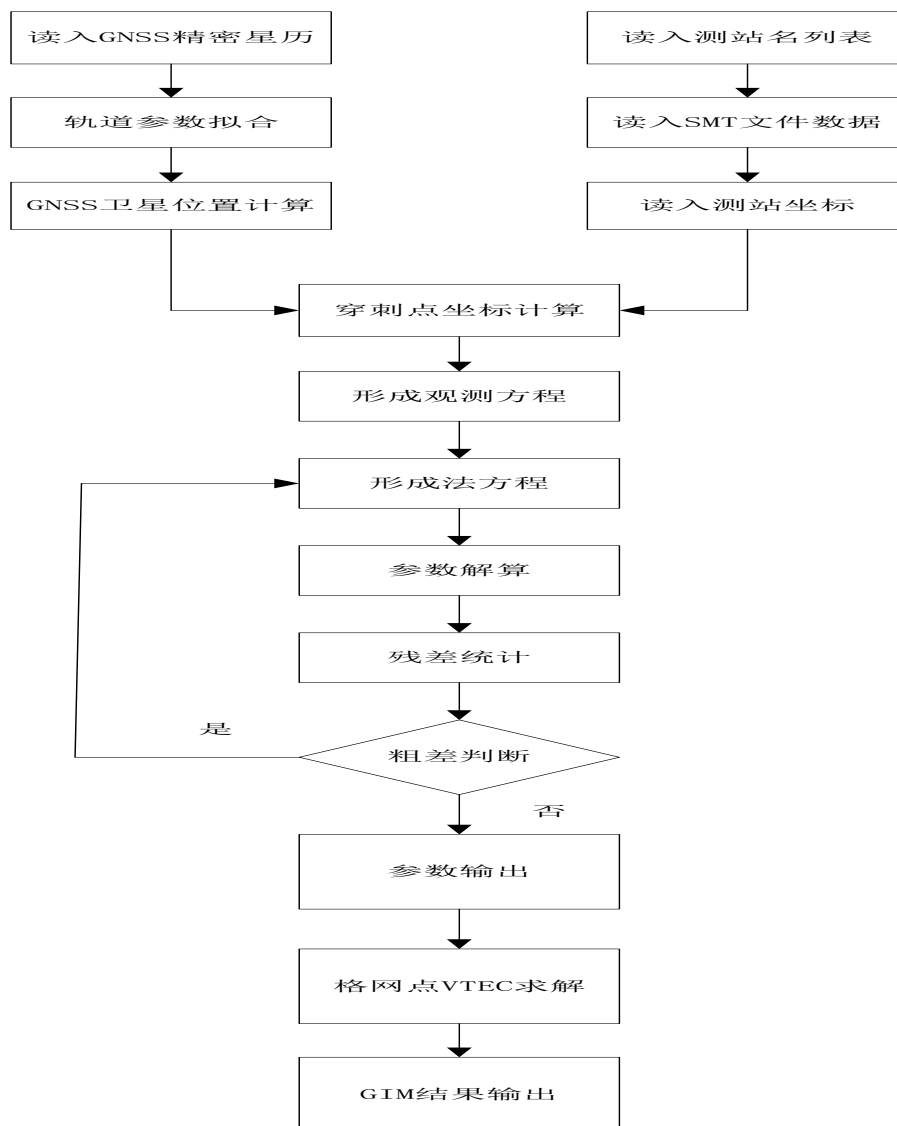 读入GNSS精密星历
读入测站名列表
轨道参数拟合
读入SMT文件数据
GNSS卫星位置计算
读入测站坐标
穿刺点坐标计算
形成观测方程
形成法方程
参数解算
残差统计
是
粗差判断
否
参数输出
格网点VTEC求解
GIM结果输出